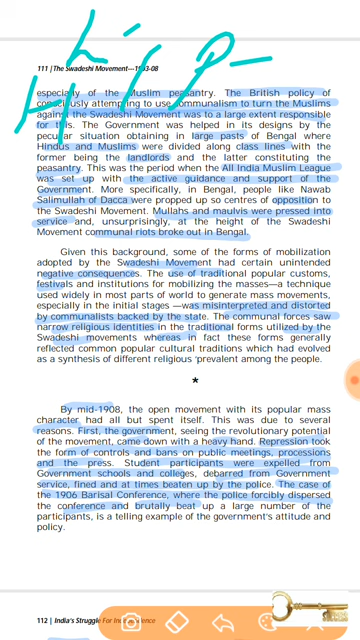 111 |The Swadeshi Movement---1903-08
especially of the Muslim peasantry. The British policy of
consciously attempting to use communalism to turn the Muslims
against the Swadeshi Movement was to a large extent responsible
for this. The Government was helped in its designs by the
pecular situation obtaining in large pasts of Bengal where
Hindus and Muslims were divided along class lines with the
former being the landlords and the latter constituting the
peasantry. This was the period when the All India Muslim League
was set up with the active guidance and support of the
Government. More specifically, in Bengal, people like Nawab
Salimullah of Dacca were propped up so centres of opposition to
the Swadeshi Movement. Mullahs and maulvis were pressed into
service and, unsurprisingly, at the height of the Swadeshi
Movement communal riots broke out in Bengal.
Given this background, some of the forms of mobilization
adopted by the Swadeshi Movement had certain unintended
negative consequences. The use of traditional popular customs,
festivals and institutions for mobilizing the masses—a technique
used widely in most parts of world to generate mass movements,
especially in the initial stages —was misinterpreted and distorted
by communalists backed by the state. The communal forces saw
narrow religious identities in the traditional forms utilized by the
Swadeshi movements whereas in fact these forms generally
reflected common popular cultural traditions which had evolved
as a synthesis of different religious ‘prevalent among the people.
*
By mid-1908, the open movement with its popular mass
character had all but spent itself. This was due to several
reasons. First, the government, seeing the revolutionary potential
of the movement, came down with a heavy hand. Repression took
the form of controls and bans on public meetings, processions
and the press. Student participants were expelled from
Government schools and colleges, debarred from Government
service, fined and at times beaten up by the police. The case of
the 1906 Barisal Conference, where the police forcibly dispersed
the conference and brutally beat up a large number of the
participants, is a telling example of the government's attitude and
policy.
112 | India's Struggle For Independence